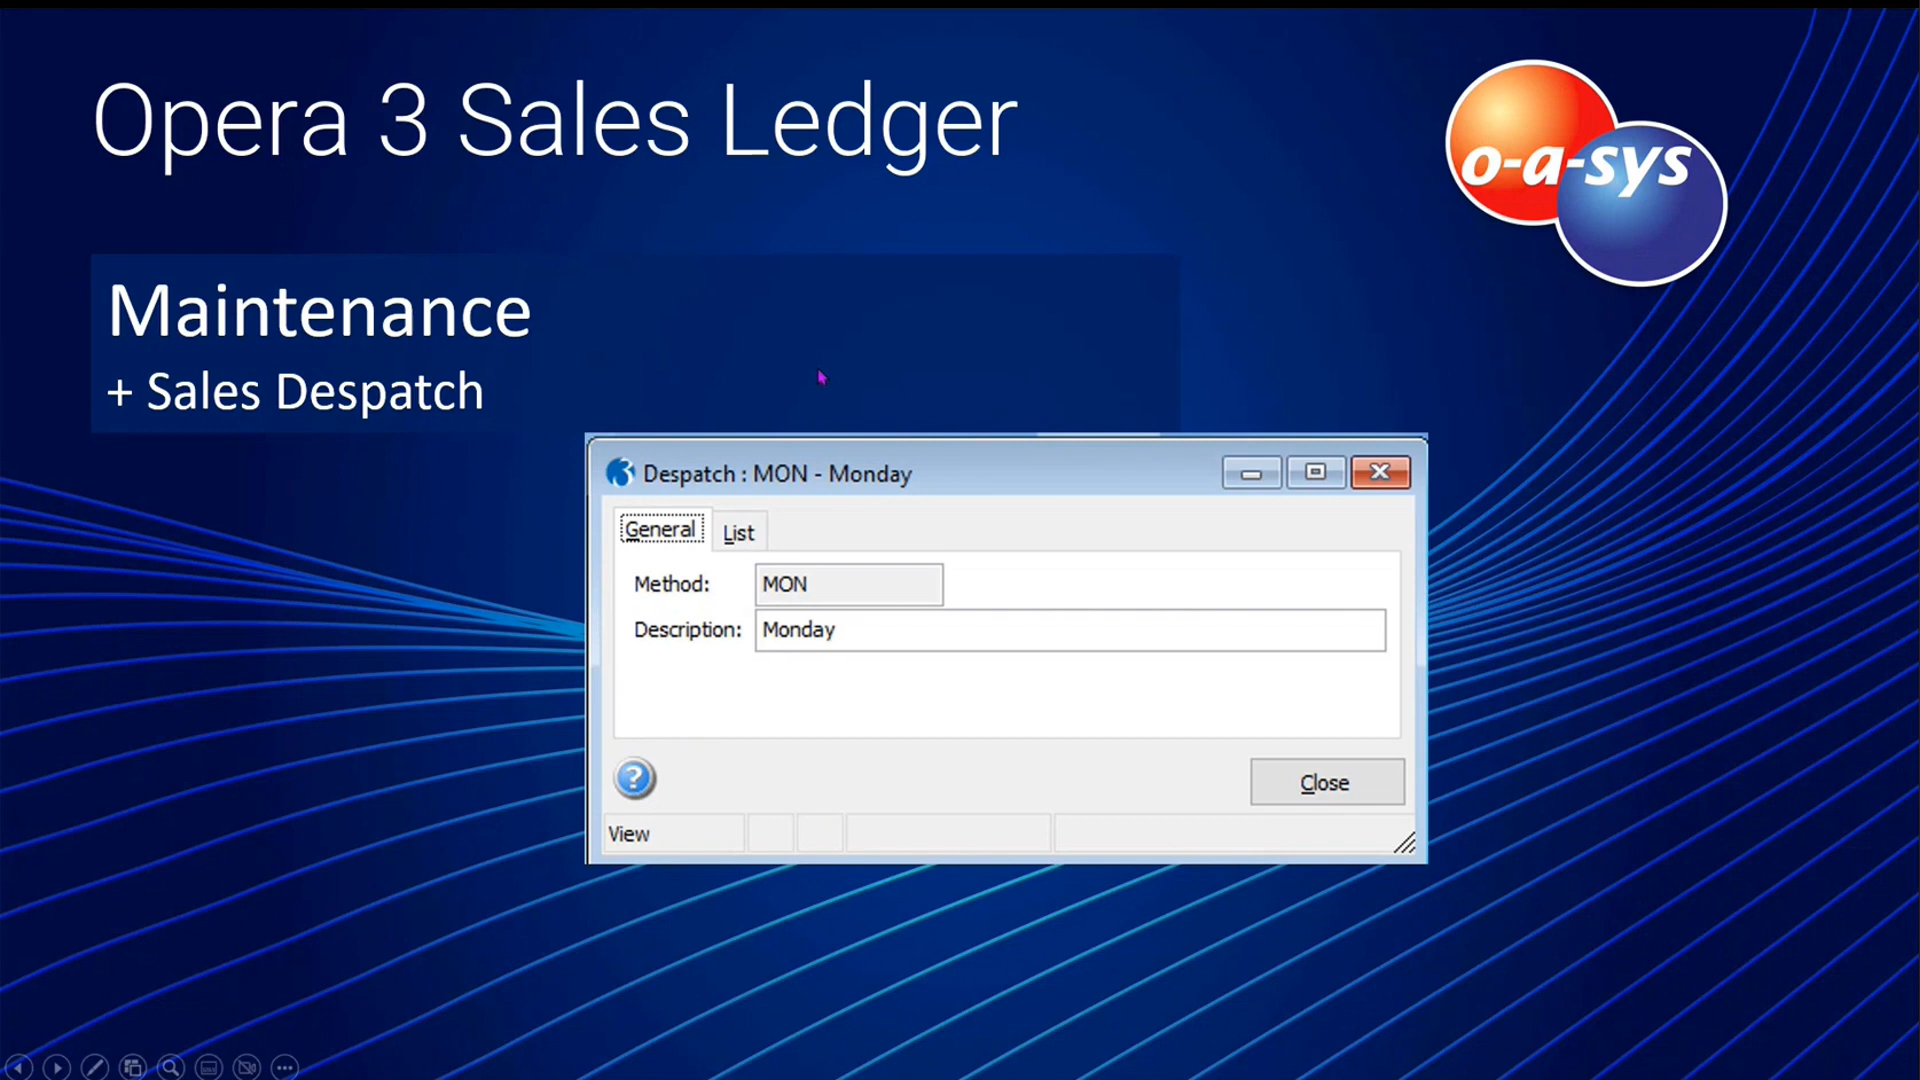 Opera 3 Sales Ledger
o-a-sys
Maintenance
+ Sales Despatch
3 Despatch : MON - Monday
General List
Method: MON
Description: Monday
?
Close
View